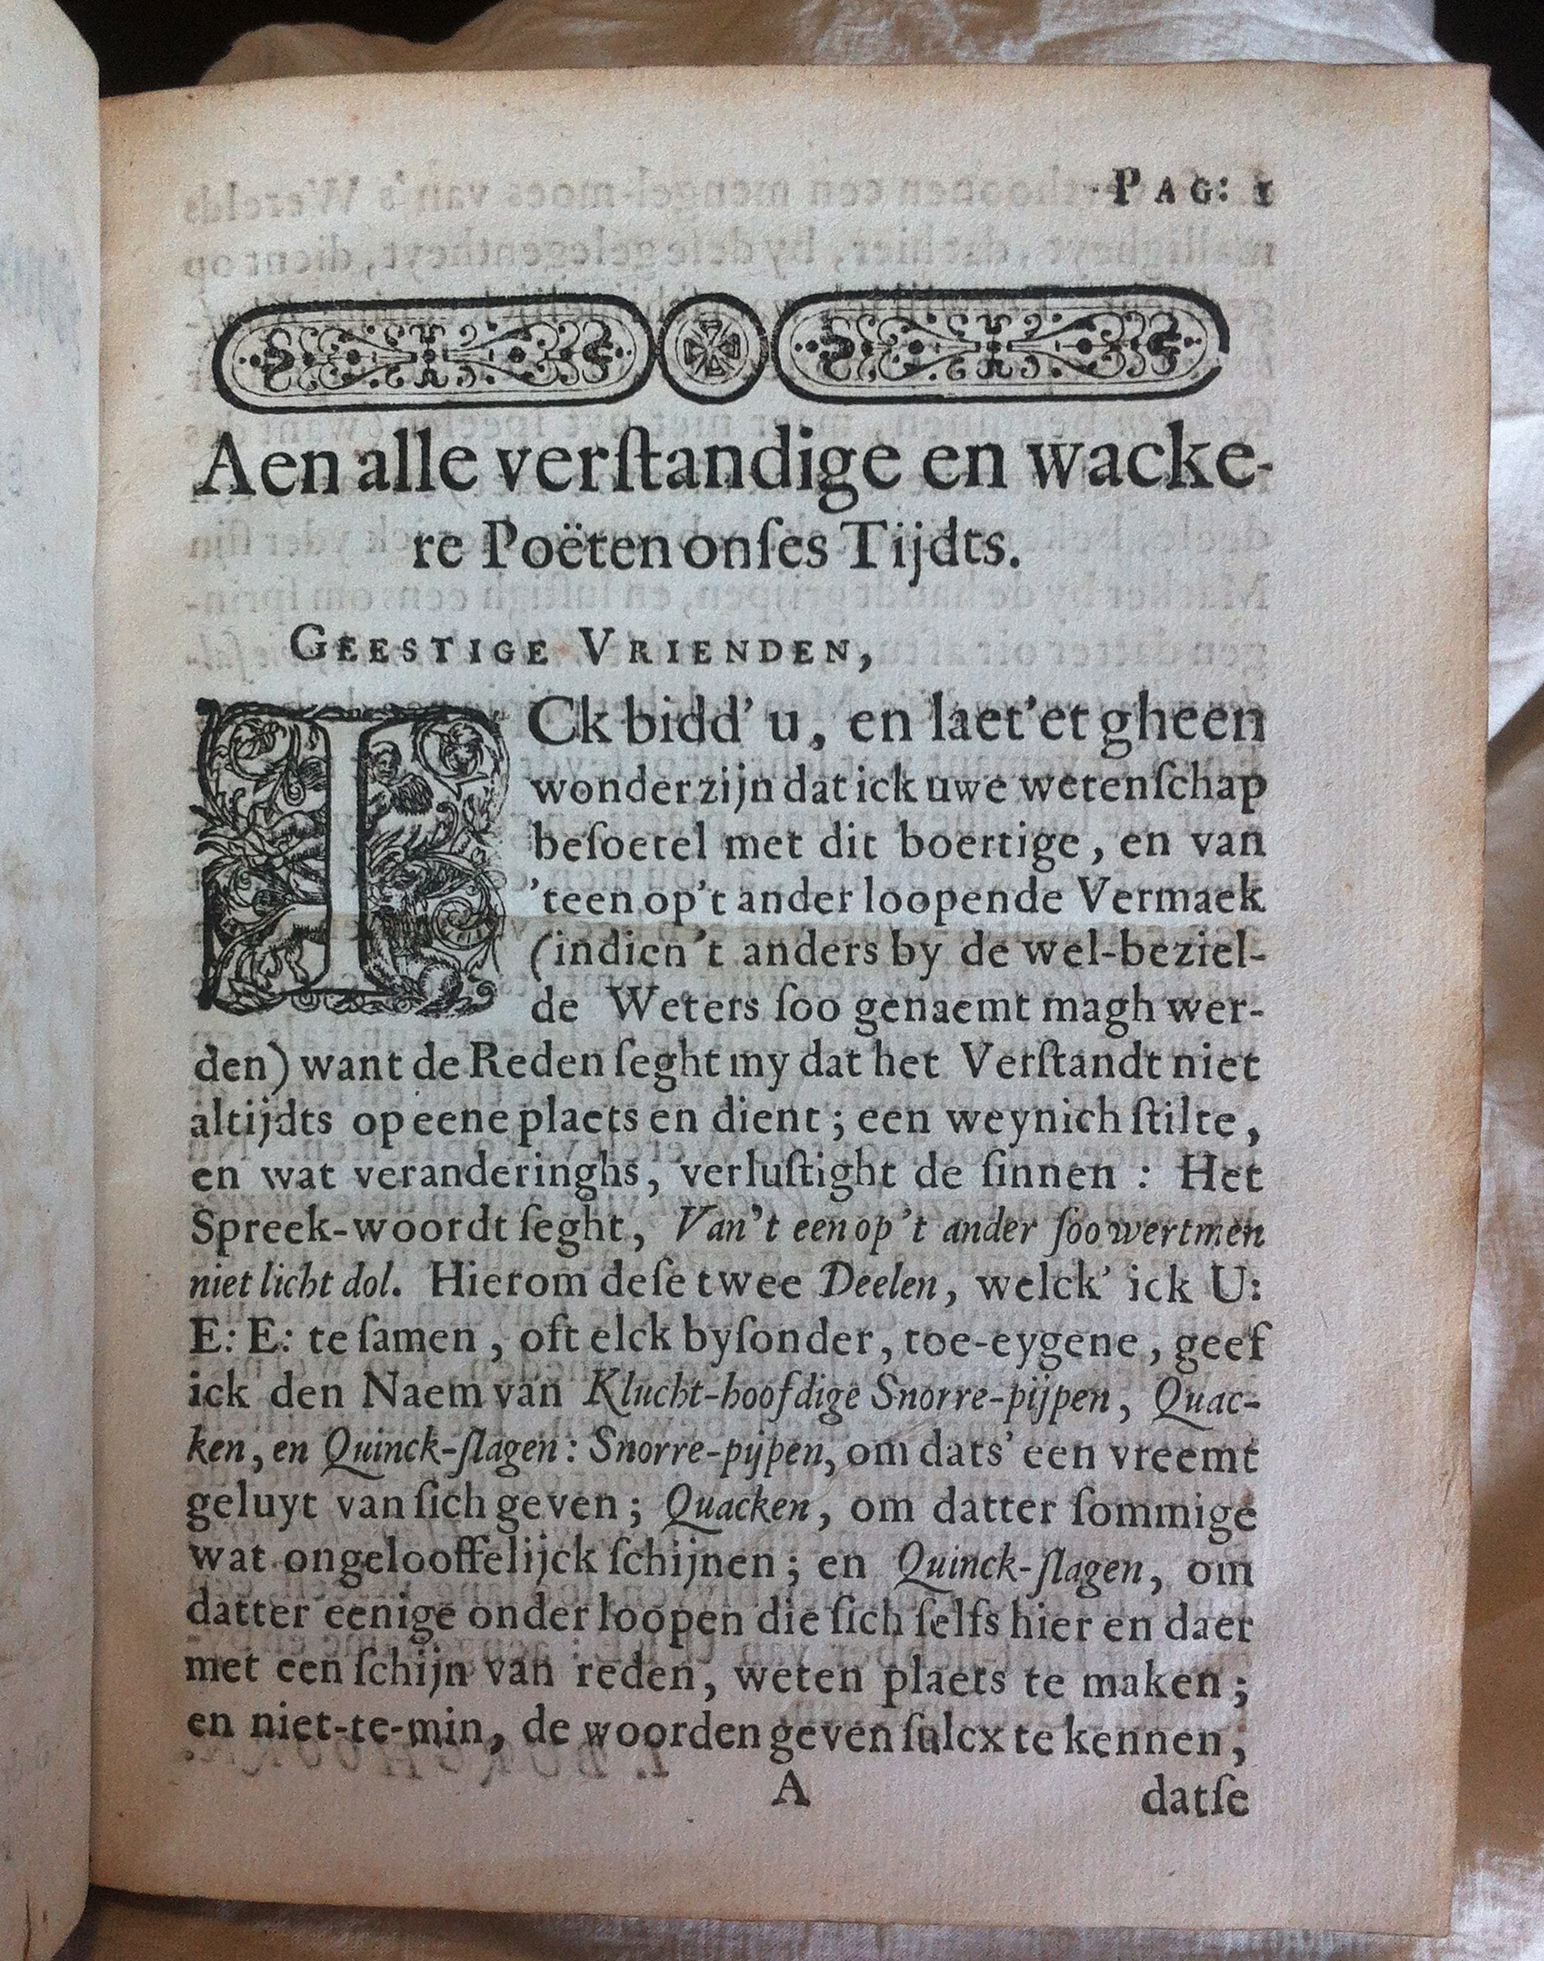 PAG: 1
Aen alle verſtandige en wacke-
re Poëten onſes Tijdts.
GEESTIGE VRIENDEN,
ICk bidd' u, en laet'et gheen
wonder zijn dat ick uwe wetenſchap
beſoetel met dit boertige, en van
'teen op't ander loopende Vermaek
(indien't anders by de wel-beziel-
de Weters ſoo genaemt magh wer-
den) want de Reden ſeght my dat het Verſtandt niet
altijdts op eene plaets en dient; een weynich ſtilte,
en wat veranderinghs, verluſtight de ſinnen: Het
Spreek-woordt ſeght, Van't een op't ander ſoo wertmen
niet licht dol. Hierom deſe twee Deelen, welck' ick U:
E: E: te ſamen, oft elck byſonder, toe-eygene, geef
ick den Naem van Klucht-hoofdige Snorre-pijpen, Quac-
ken, en Quinck-ſlagen: Snorre-pijpen, om dats' een vreemt
geluyt van ſich geven; Quacken, om datter ſommige
wat ongelooffelijck ſchijnen; en Quinck-ſlagen, om
datter eenige onder loopen die ſich ſelfs hier en daer
met een ſchijn van reden, weten plaets te maken;
en niet-te-min, de woorden geven ſulcx te kennen,
A datſe